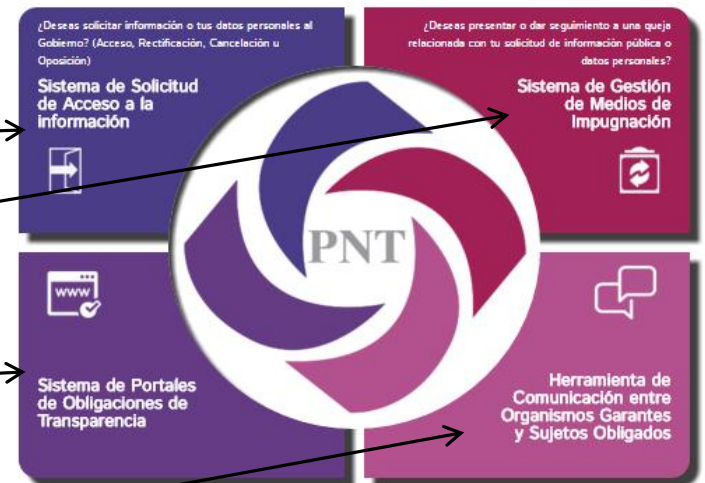 ¿Deseas solicitar información o tus datos personales al
Gobierno? (Acceso, Rectificación, Cancelación u
Oposición)
Sistema de Solicitud
de Acceso a la
información
¿Deseas presentar o dar seguimiento a una queja
relacionada con tu solicitud de información pública o
datos personales?
Sistema de Gestión
de Medios de
Impugnación
PNT
www
Sistema de Portales
de Obligaciones de
Transparencia
Herramienta de
Comunicación entre
Organismos Garantes
y Sujetos Obligados